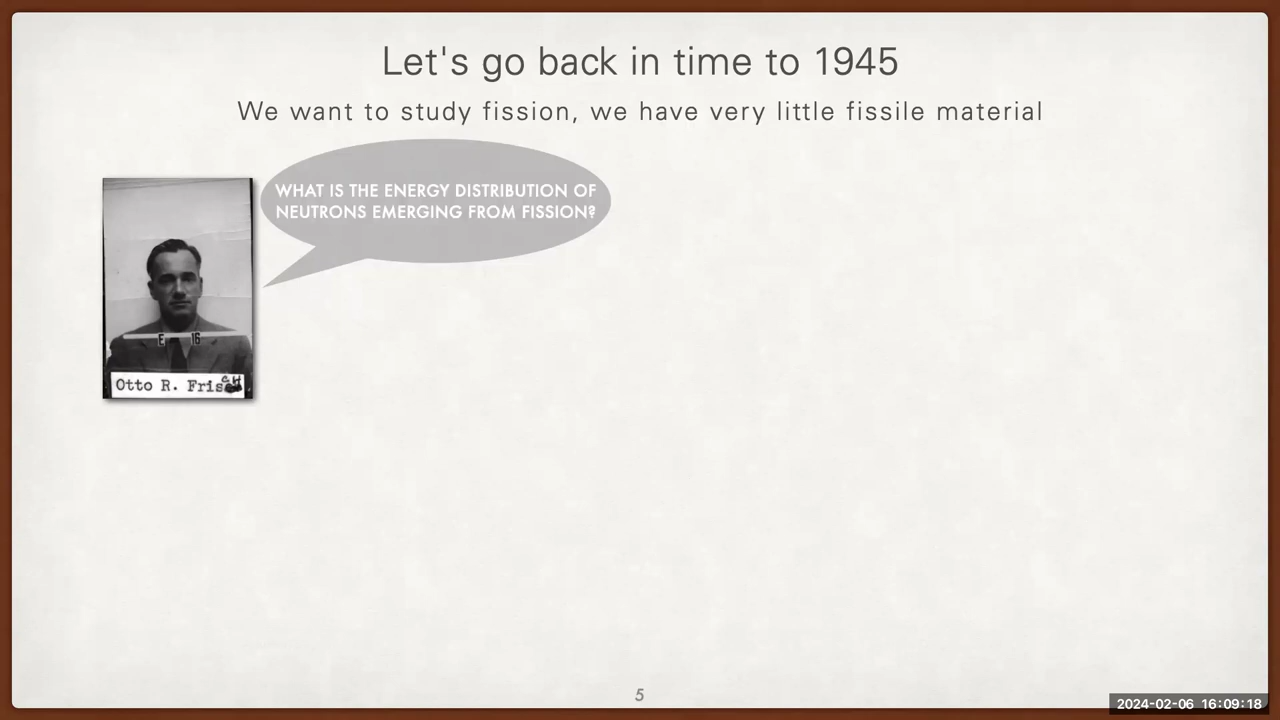 Let's go back in time to 1945
We want to study fission, we have very little fissile material
WHAT IS THE ENERGY DISTRIBUTION OF
NEUTRONS EMERGING FROM FISSION?
E 16
Otto R. Frisch
5
2024-02-06 16:09:18